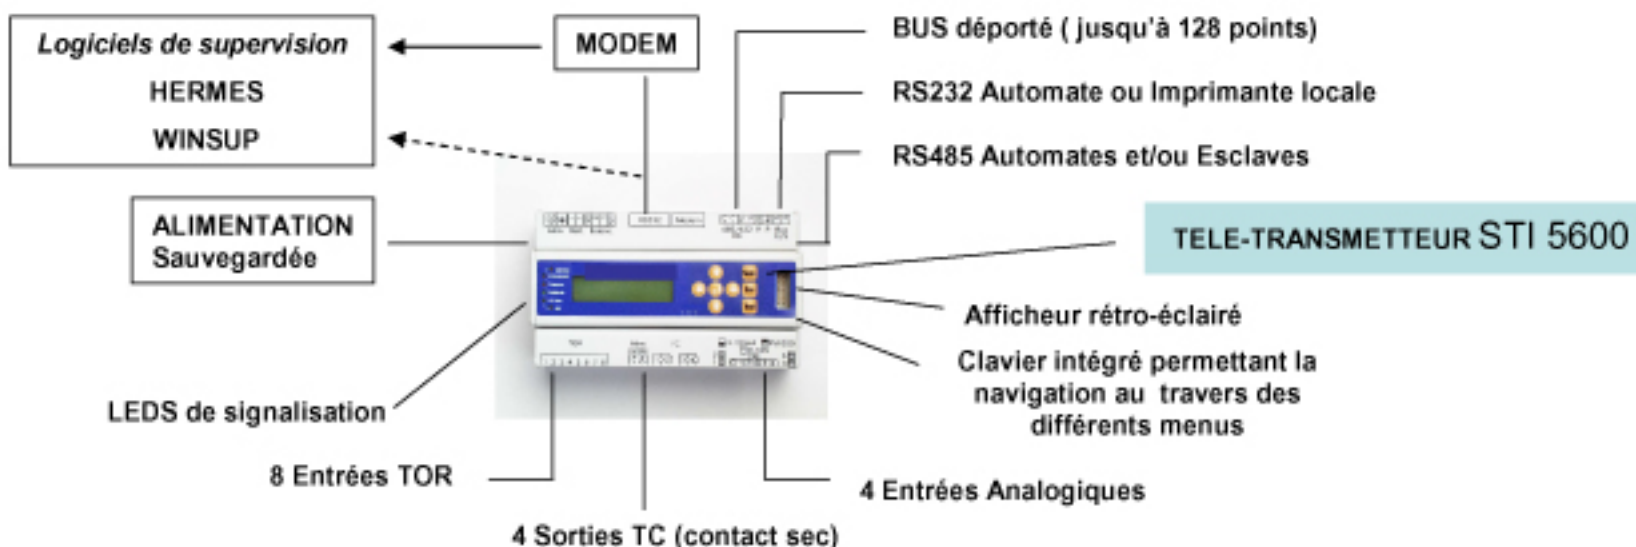 Logiciels de supervision
HERMES
WINSUP
MODEM
BUS déporté ( jusqu'à 128 points)
RS232 Automate ou Imprimante locale
RS485 Automates et/ou Esclaves
ALIMENTATION
Sauvegardée
TELE-TRANSMETTEUR STI 5600
Afficheur rétro-éclairé
Clavier intégré permettant la
navigation au travers des
différents menus
LEDS de signalisation
8 Entrées TOR
4 Entrées Analogiques
4 Sorties TC (contact sec)